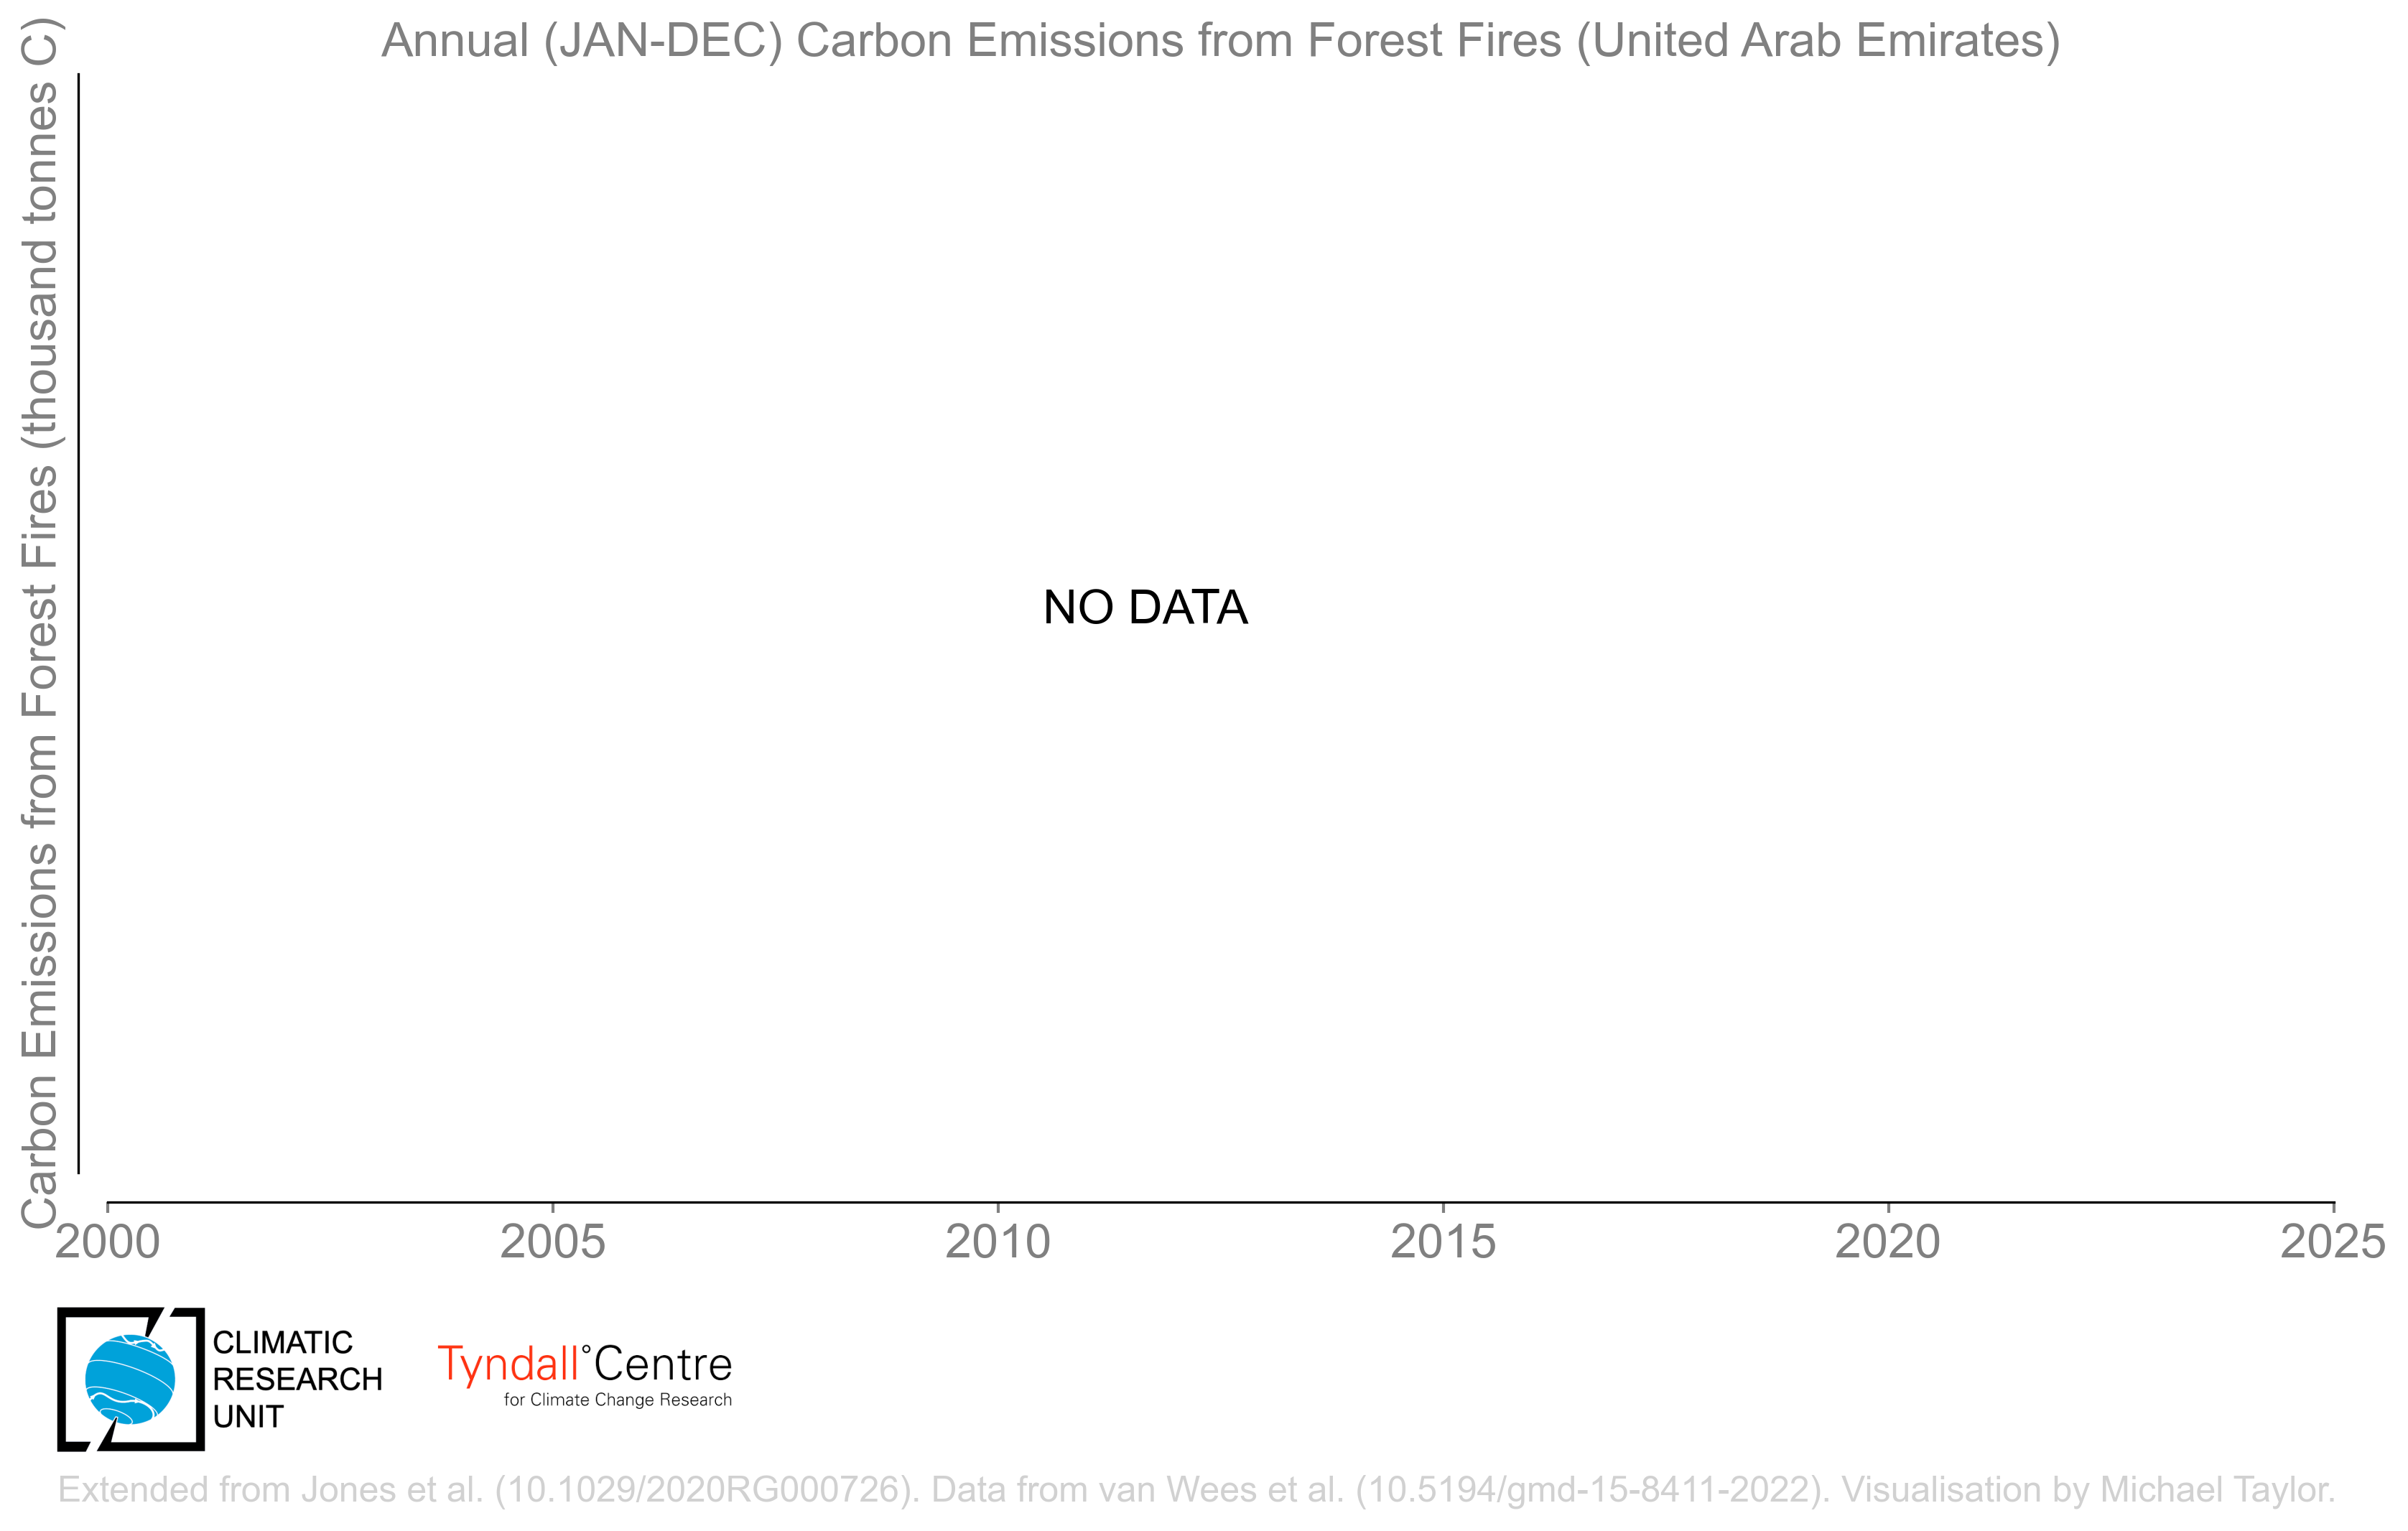 Annual (JAN-DEC) Carbon Emissions from Forest Fires (United Arab Emirates)
Carbon Emissions from Forest Fires (thousand tonnes C)
NO DATA
2000 2005 2010 2015 2020 2025
CLIMATIC
RESEARCH
UNIT
Tyndall°Centre
for Climate Change Research
Extended from Jones et al. (10.1029/2020RG000726). Data from van Wees et al. (10.5194/gmd-15-8411-2022). Visualisation by Michael Taylor.